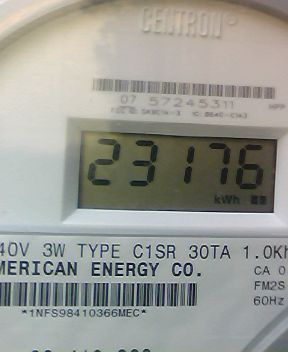 CENTRON
07 57245311
23176
kWh
40V 3W TYPE C1SR 30TA 1.0Kh
MERICAN ENERGY CO.
CA 0
FM2S
60Hz
*1NFS98410366MEC*